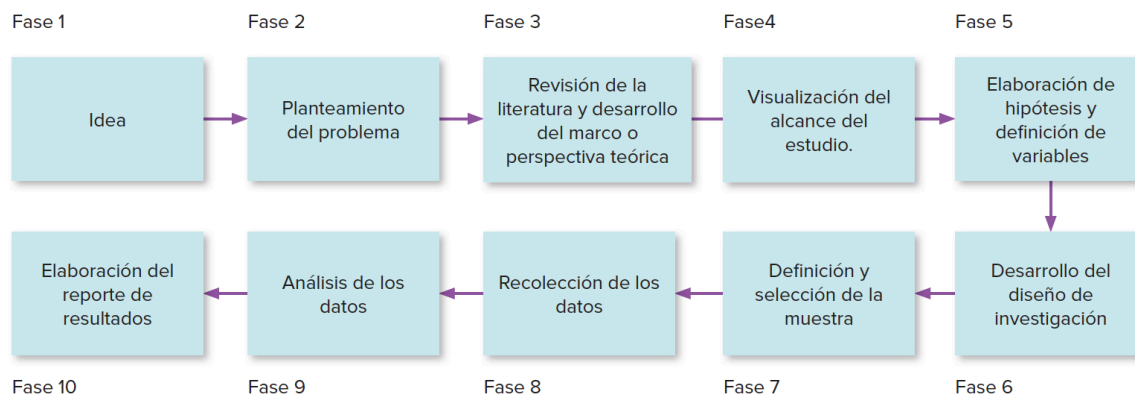 Fase 1
Fase 2
Fase 3
Fase4
Fase 5
Idea
Planteamiento
del problema
Revisión de la
literatura y desarrollo
del marco o
perspectiva teórica
Visualización del
alcance del
estudio.
Elaboración de
hipótesis y
definición de
variables
Desarrollo del
diseño de
investigación
Definición y
selección de la
muestra
Recolección de los
datos
Análisis de los
datos
Elaboración del
reporte de
resultados
Fase 10
Fase 9
Fase 8
Fase 7
Fase 6